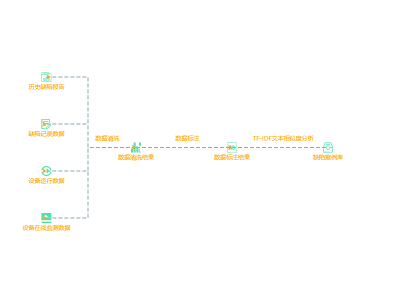 历史缺陷报告
缺陷记录数据
数据清洗
数据标注
TF-IDF文本相似度分析
数据清洗结果
数据标注结果
缺陷案例库
设备运行数据
设备在线监测数据